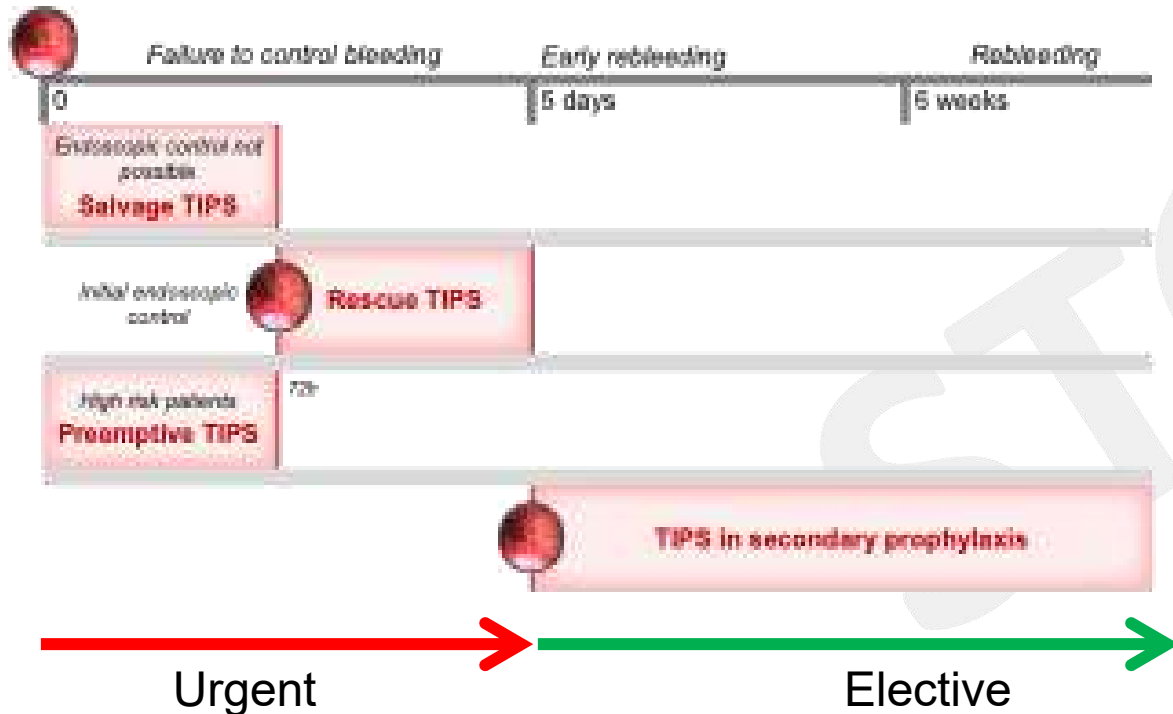 Failure to control bleeding
Early rebleeding
Rebleeding
0
5 days
6 weeks
Endoscopic control not
possible
Salvage TIPS
Initial endoscopic
control
Rescue TIPS
High risk patients
Preemptive TIPS
72h
TIPS in secondary prophylaxis
Urgent
Elective